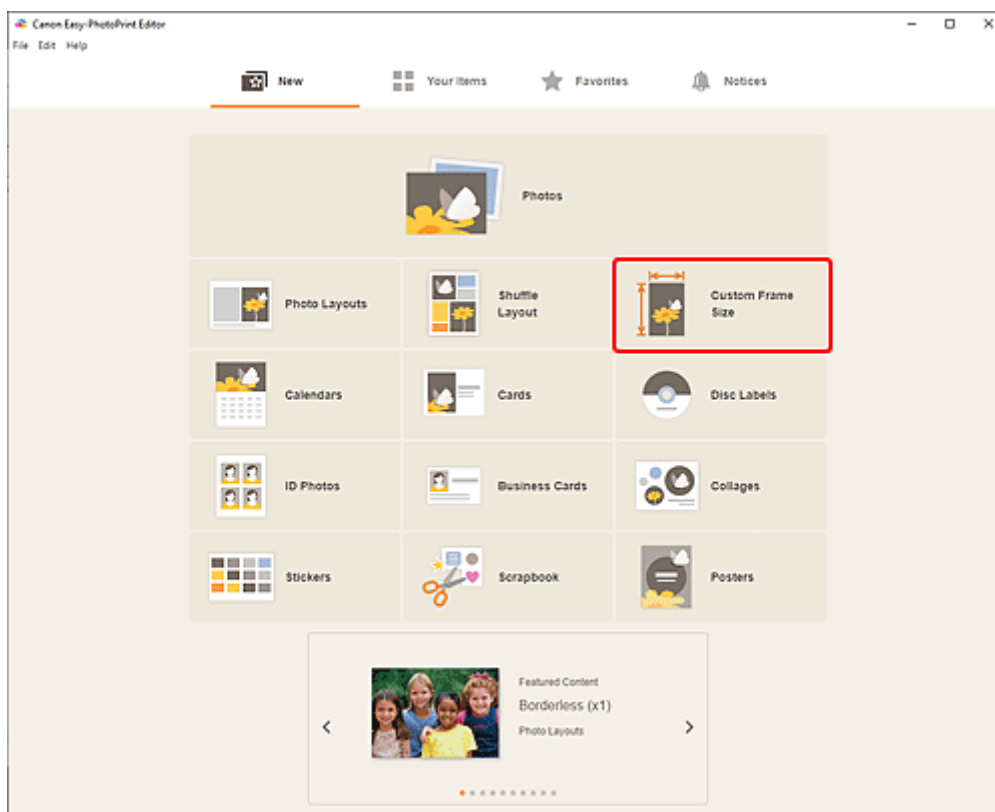 Canon Easy-PhotoPrint Editor
File Edit Help
New Your Items Favorites Notices
Photos
Photo Layouts
Shuffle
Layout
Custom Frame
Size
Calendars
Cards
Disc Labels
ID Photos
Business Cards
Collages
Stickers
Scrapbook
Posters
Featured Content
Borderless (x1)
Photo Layouts